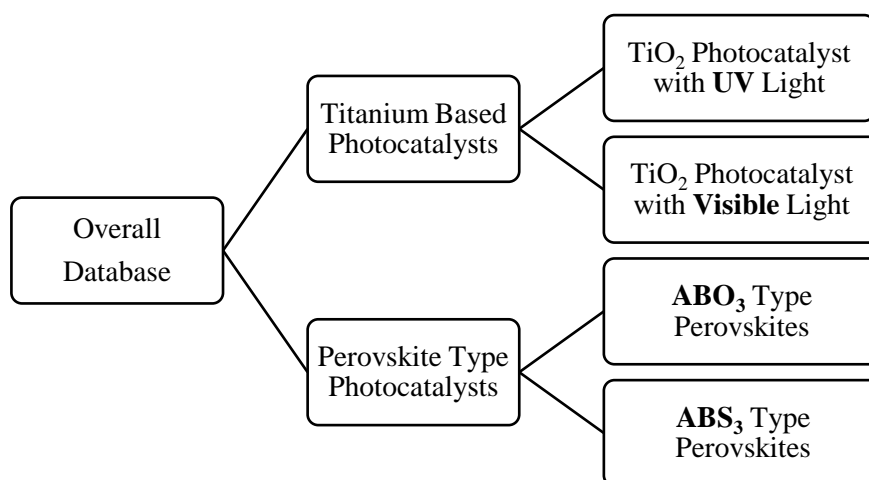 Overall
Database
Titanium Based
Photocatalysts
Perovskite Type
Photocatalysts
TiO₂ Photocatalyst
with UV Light
TiO₂ Photocatalyst
with Visible Light
ABO₃ Type
Perovskites
ABS₃ Type
Perovskites